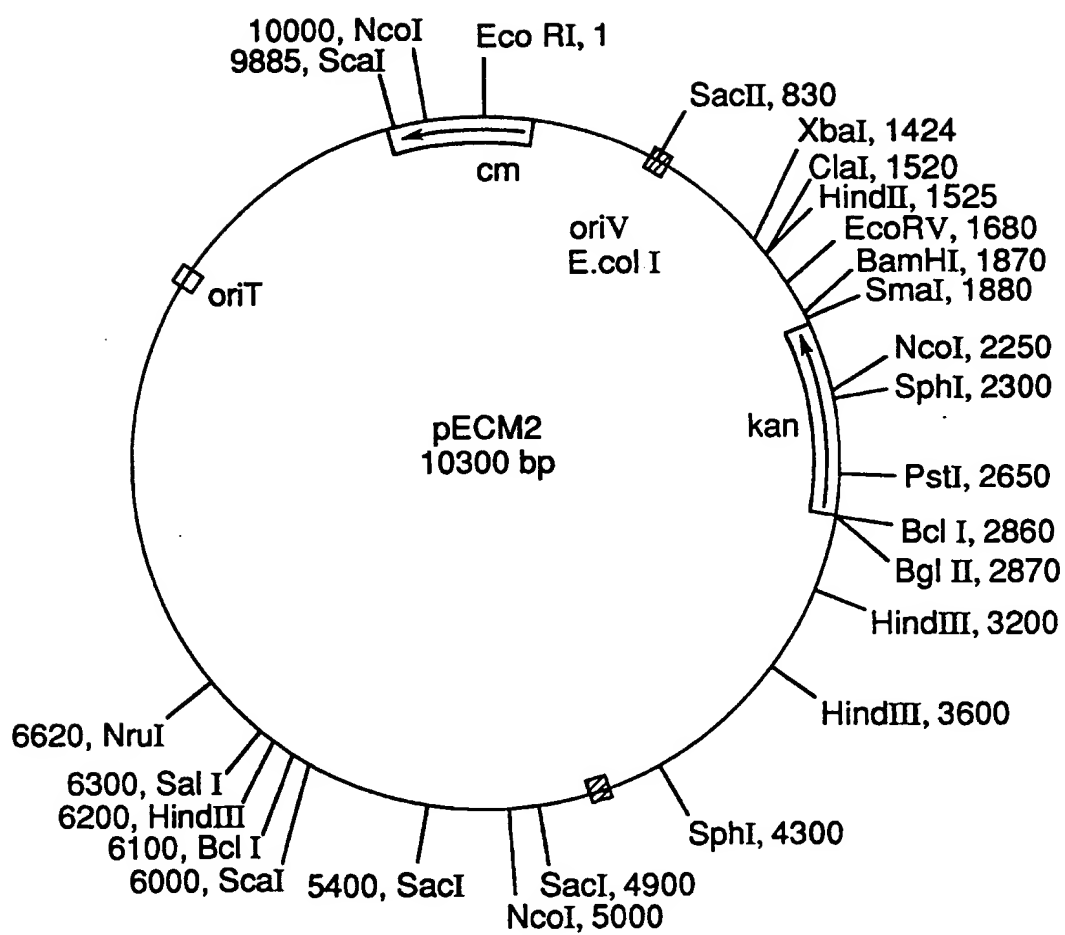 10000, NcoI
9885, ScaI
Eco RI, 1
SacII, 830
XbaI, 1424
ClaI, 1520
HindII, 1525
EcoRV, 1680
BamHI, 1870
SmaI, 1880
NcoI, 2250
SphI, 2300
PstI, 2650
Bcl I, 2860
Bgl II, 2870
HindIII, 3200
HindIII, 3600
SphI, 4300
SacI, 4900
NcoI, 5000
5400, SacI
6000, ScaI
6100, Bcl I
6200, HindIII
6300, Sal I
6620, NruI
oriT
cm
oriV
E.col I
kan
pECM2
10300 bp